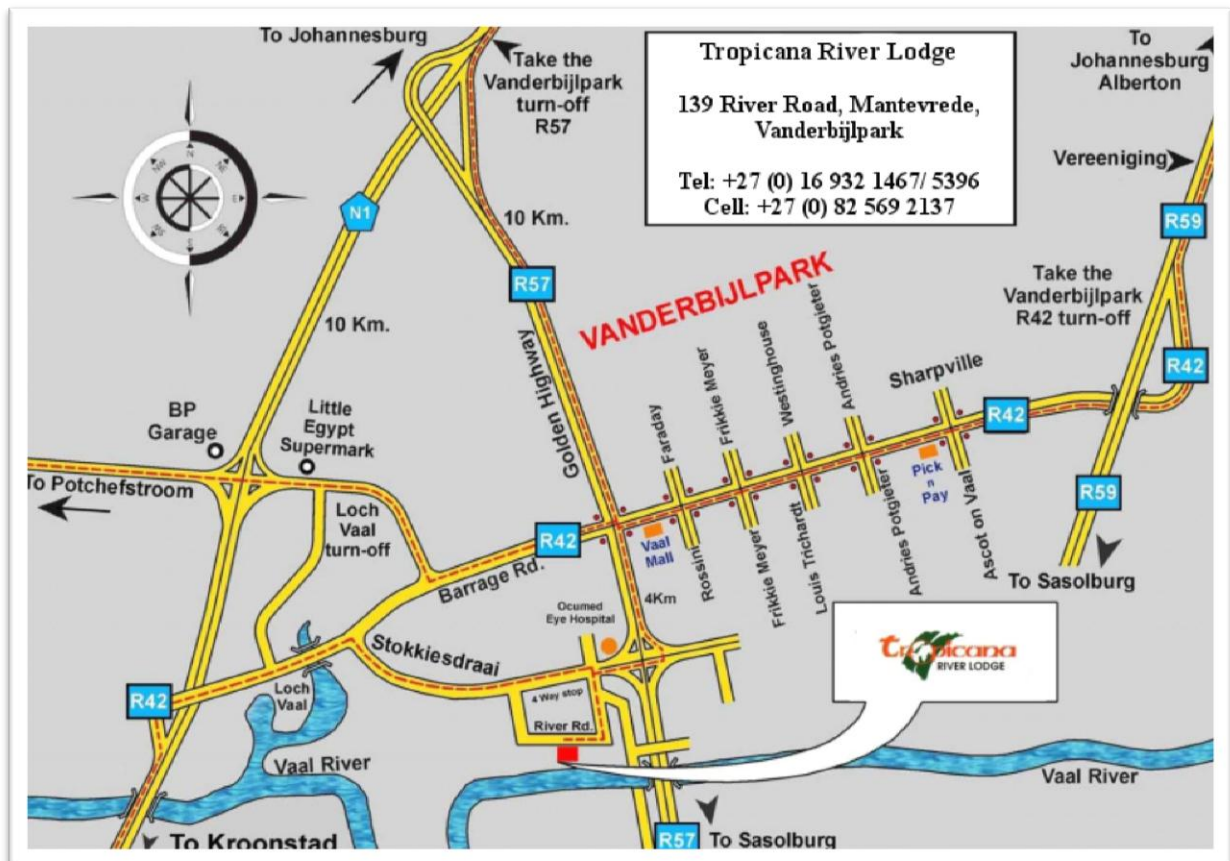 To Johannesburg
Take the
Vanderbijlpark
turn-off
R57
Tropicana River Lodge
139 River Road, Mantevrede,
Vanderbijlpark
Tel: +27 (0) 16 932 1467/ 5396
Cell: +27 (0) 82 569 2137
To
Johannesburg
Alberton
Vereeniging
N
NE
E
SE
S
SW
W
NW
N1
10 Km.
10 Km.
R57
Golden Highway
VANDERBIJLPARK
R59
Take the
Vanderbijlpark
R42 turn-off
R42
BP
Garage
Little
Egypt
Supermark
To Potchefstroom
Loch
Vaal
turn-off
Faraday
Frikkie Meyer
Westinghouse
Andries Potgieter
Sharpville
R42
R42
Barrage Rd.
Vaal
Mall
Rossini
Frikkie Meyer
Louis Trichardt
Andries Potgieter
Pick
n
Pay
Ascot on Vaal
R59
To Sasolburg
4Km
Ocumed
Eye Hospital
Stokkiesdraai
4 Way stop
River Rd.
tropicana
RIVER LODGE
R42
Loch
Vaal
Vaal River
Vaal River
To Kroonstad
R57
To Sasolburg